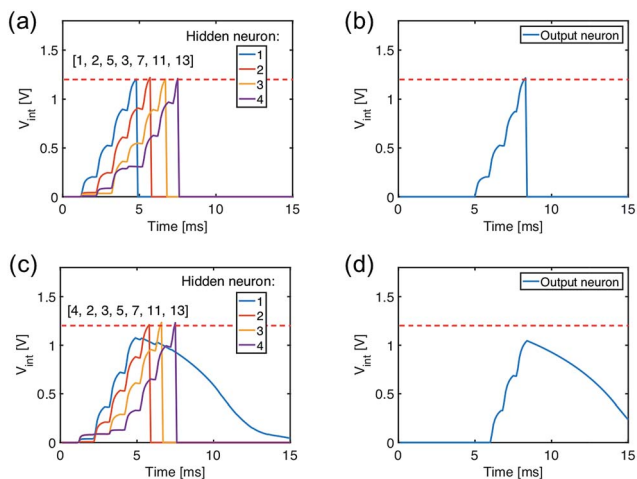 (a)
Hidden neuron:
[1, 2, 5, 3, 7, 11, 13]
1
2
3
4
1.5
1
0.5
0
V_int [V]
0 5 10 15
Time [ms]
(b)
Output neuron
1.5
1
0.5
0
V_int [V]
0 5 10 15
Time [ms]
(c)
Hidden neuron:
[4, 2, 3, 5, 7, 11, 13]
1
2
3
4
1.5
1
0.5
0
V_int [V]
0 5 10 15
Time [ms]
(d)
Output neuron
1.5
1
0.5
0
V_int [V]
0 5 10 15
Time [ms]